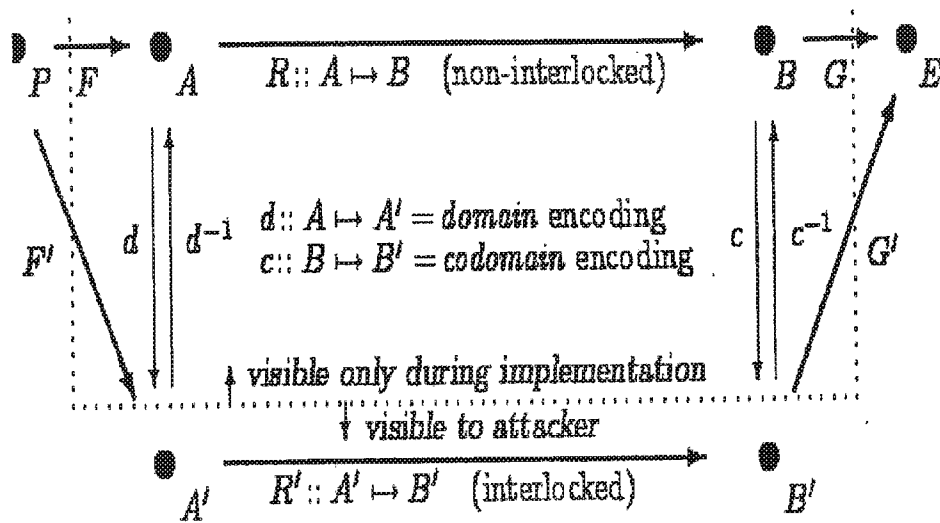 P F A R :: A ↦ B (non-interlocked) B G E
d :: A ↦ A′ = domain encoding
c :: B ↦ B′ = codomain encoding
F′ d d⁻¹ c c⁻¹ G′
visible only during implementation
visible to attacker
A′ R′ :: A′ ↦ B′ (interlocked) B′